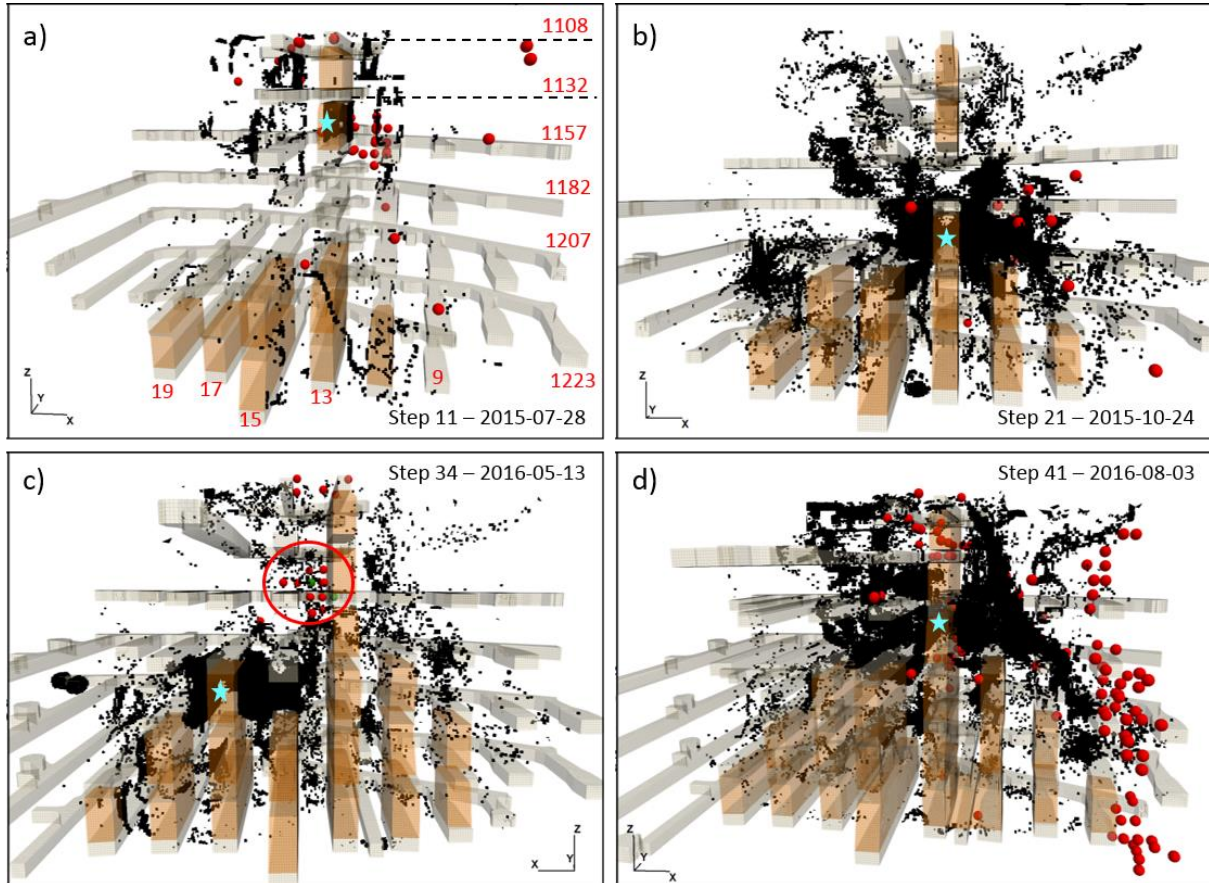 a)
1108
1132
1157
1182
1207
19
17
15
13
9
1223
Z
Y
X
Step 11 – 2015-07-28
b)
Z
Y
X
Step 21 – 2015-10-24
c)
Step 34 – 2016-05-13
Z
X
Y
d)
Step 41 – 2016-08-03
Z
Y
X